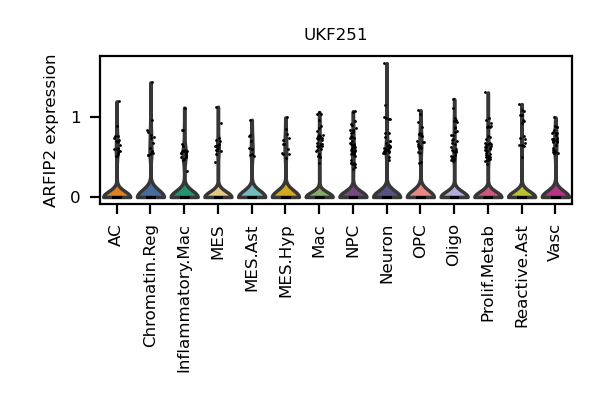 UKF251
ARFIP2 expression
1
0
AC
Chromatin.Reg
Inflammatory.Mac
MES
MES.Ast
MES.Hyp
Mac
NPC
Neuron
OPC
Oligo
Prolif.Metab
Reactive.Ast
Vasc